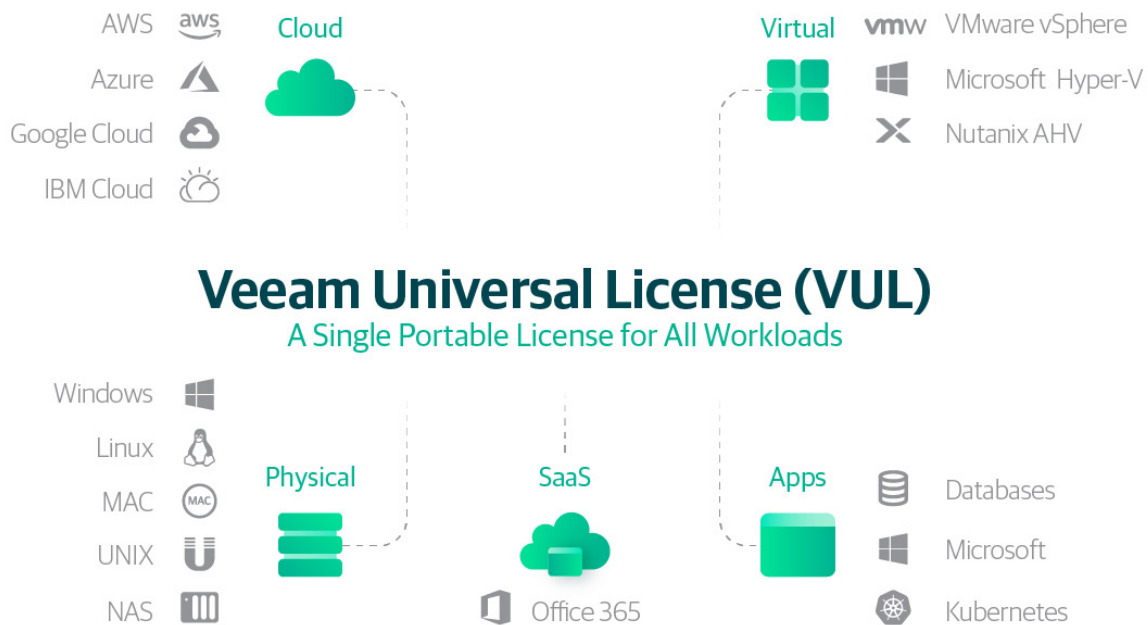 AWS aws
Azure
Google Cloud
IBM Cloud
Cloud
Virtual
vmw VMware vSphere
Microsoft Hyper-V
Nutanix AHV
Veeam Universal License (VUL)
A Single Portable License for All Workloads
Windows
Linux
MAC MAC
UNIX
NAS
Physical
SaaS
Office 365
Apps
Databases
Microsoft
Kubernetes